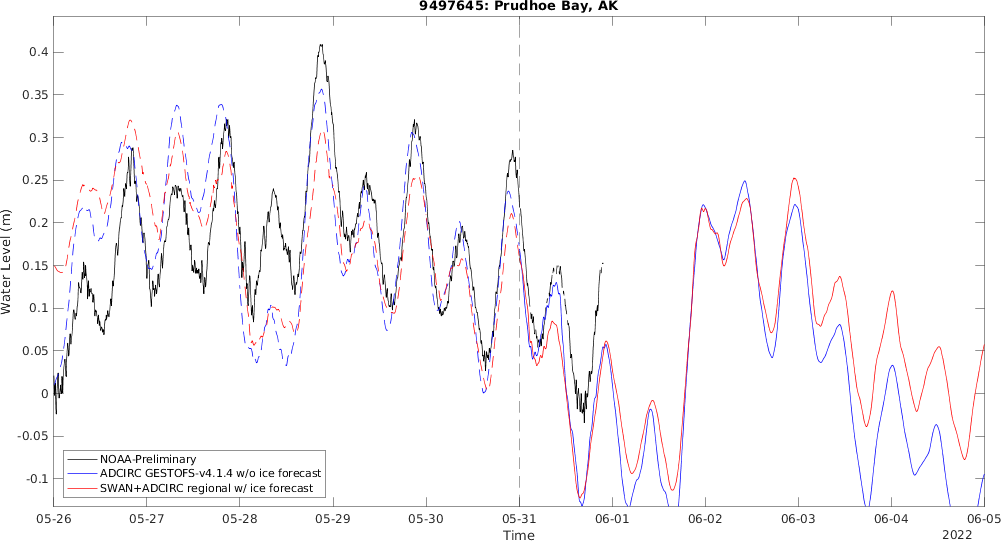 9497645: Prudhoe Bay, AK
Water Level (m)
0.4
0.35
0.3
0.25
0.2
0.15
0.1
0.05
0
-0.05
-0.1
NOAA-Preliminary
ADCIRC GESTOFS-v4.1.4 w/o ice forecast
SWAN+ADCIRC regional w/ ice forecast
05-26 05-27 05-28 05-29 05-30 05-31 06-01 06-02 06-03 06-04 06-05
Time
2022